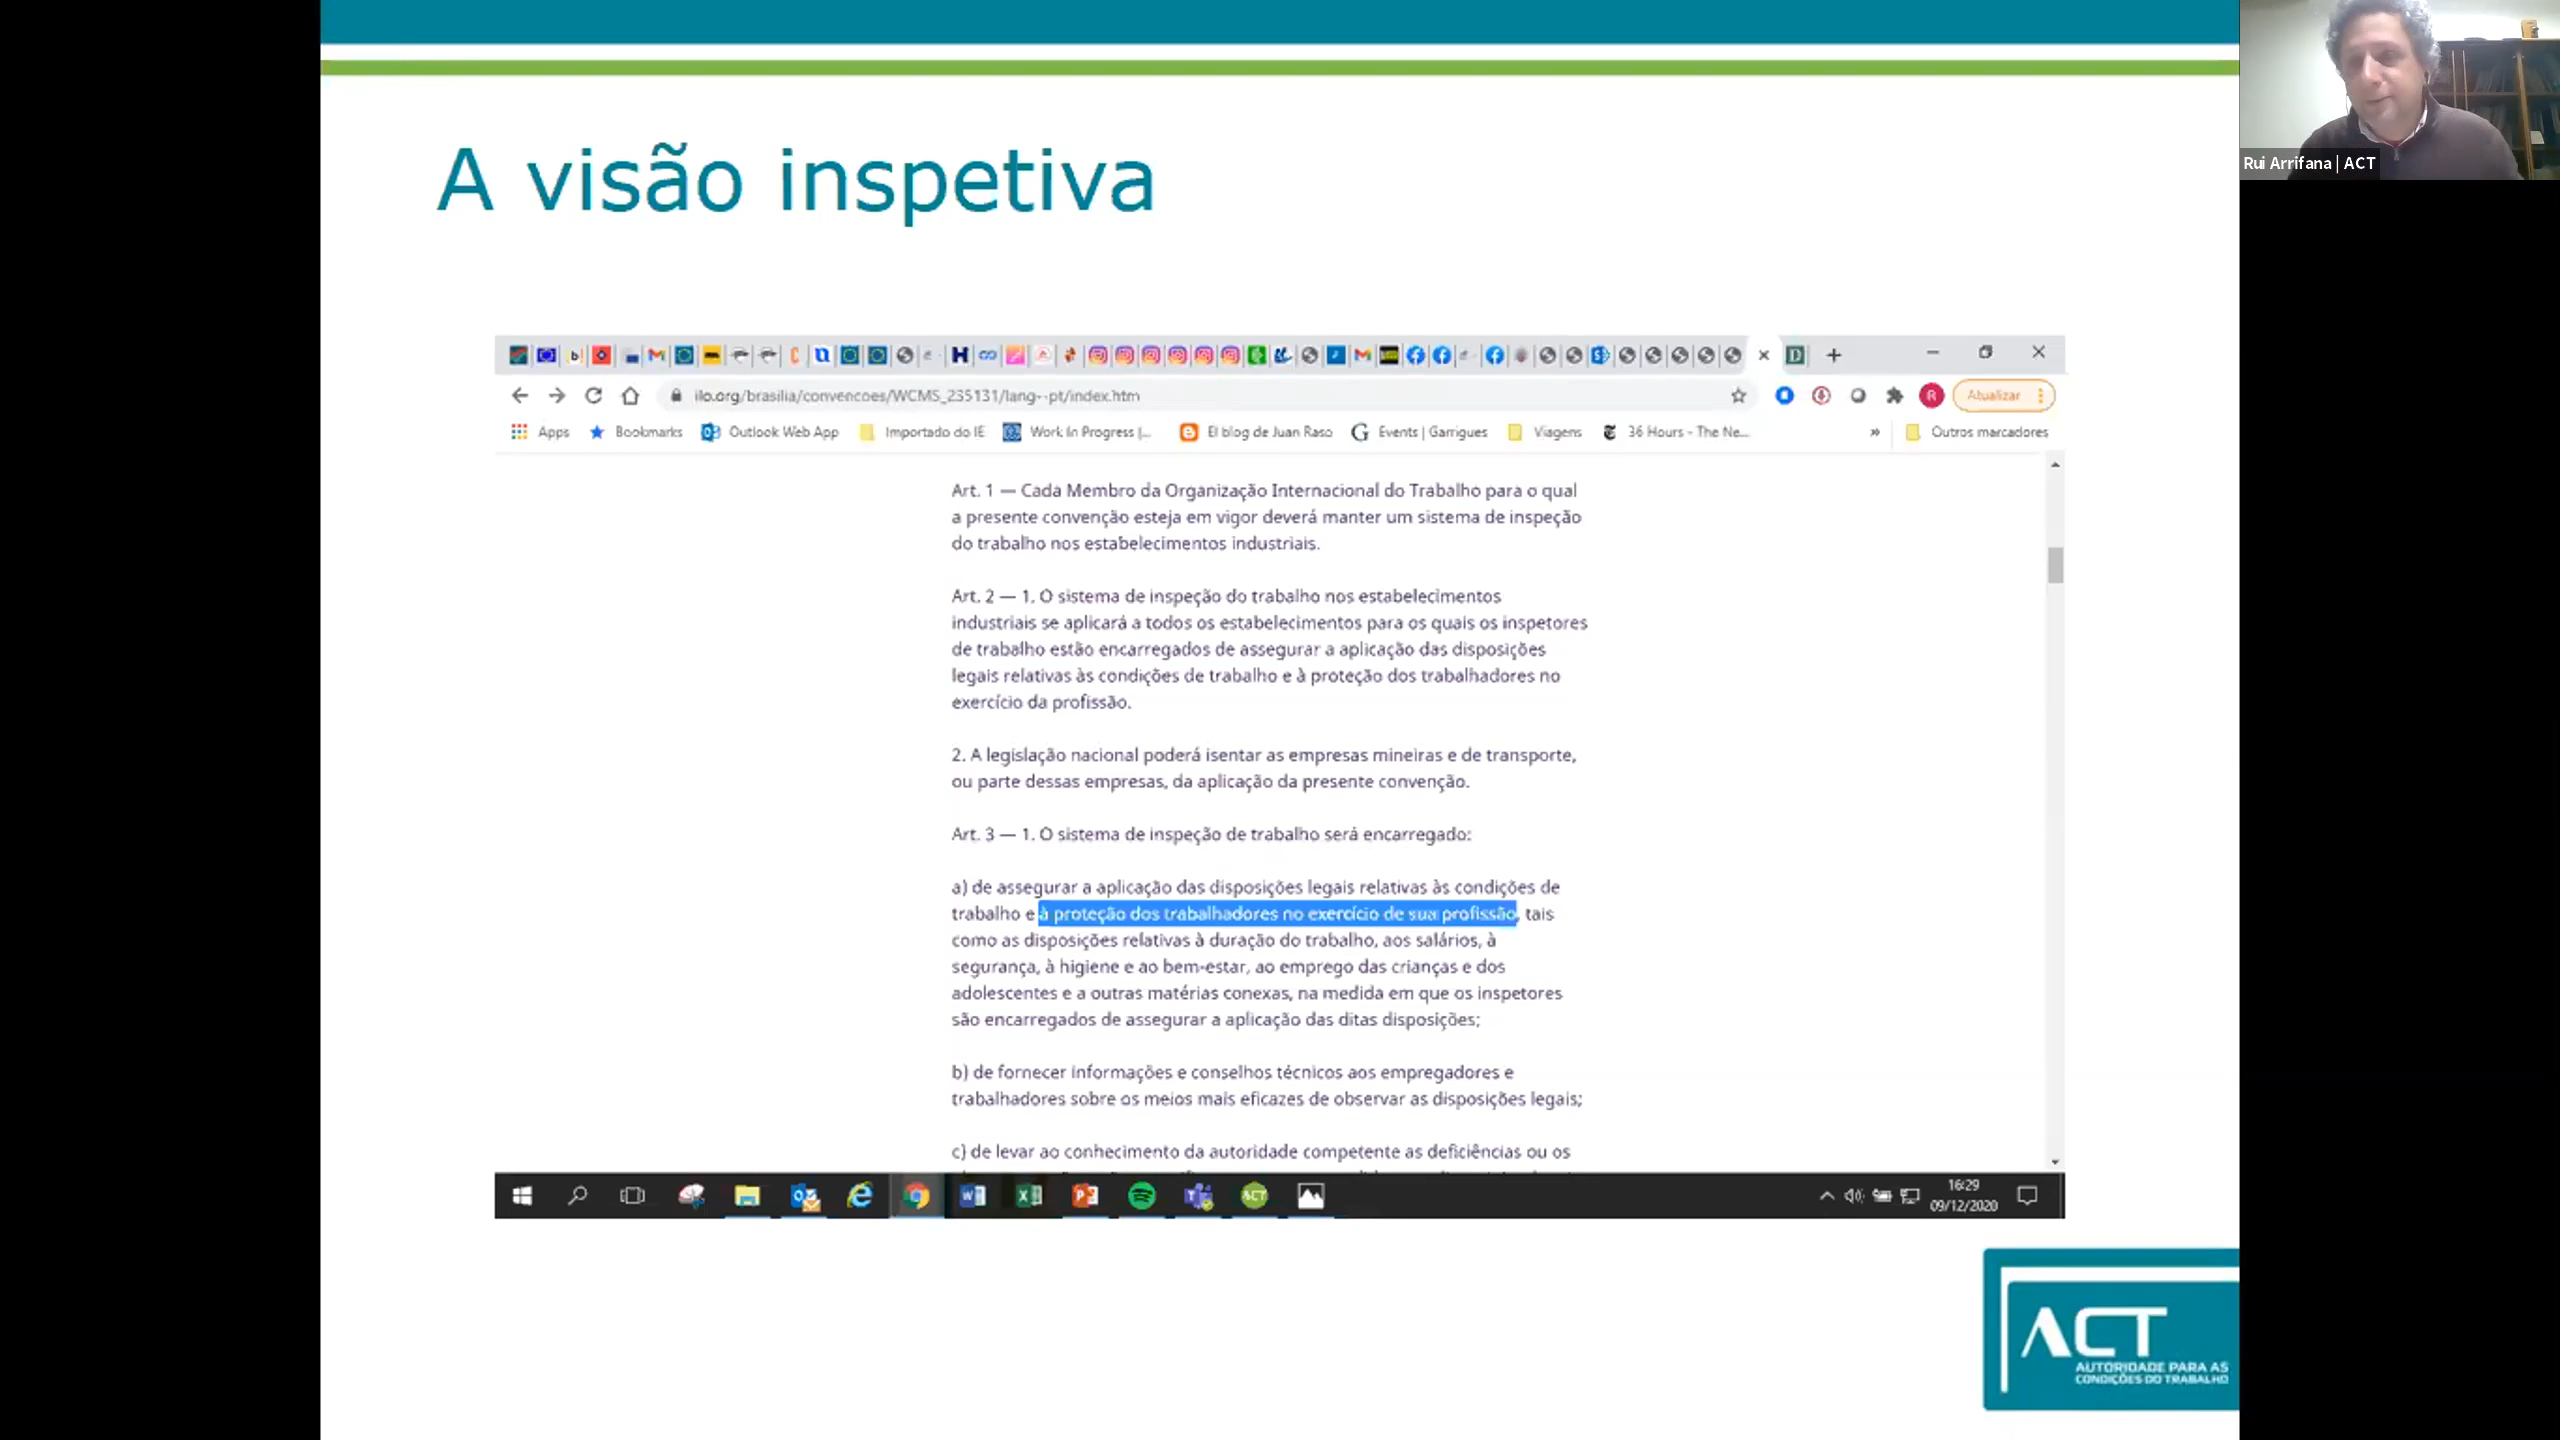 Rui Arrifana | ACT
A visão inspetiva
ilo.org/brasilia/convencoes/WCMS_235131/lang--pt/index.htm
Atualizar
Apps
Bookmarks
Outlook Web App
Importado do IE
Work In Progress |...
El blog de Juan Raso
Events | Garrigues
Viagens
36 Hours - The Ne...
»
Outros marcadores
Art. 1 — Cada Membro da Organização Internacional do Trabalho para o qual
a presente convenção esteja em vigor deverá manter um sistema de inspeção
do trabalho nos estabelecimentos industriais.
Art. 2 — 1. O sistema de inspeção do trabalho nos estabelecimentos
industriais se aplicará a todos os estabelecimentos para os quais os inspetores
de trabalho estão encarregados de assegurar a aplicação das disposições
legais relativas às condições de trabalho e à proteção dos trabalhadores no
exercício da profissão.
2. A legislação nacional poderá isentar as empresas mineiras e de transporte,
ou parte dessas empresas, da aplicação da presente convenção.
Art. 3 — 1. O sistema de inspeção de trabalho será encarregado:
a) de assegurar a aplicação das disposições legais relativas às condições de
trabalho e à proteção dos trabalhadores no exercício de sua profissão, tais
como as disposições relativas à duração do trabalho, aos salários, à
segurança, à higiene e ao bem-estar, ao emprego das crianças e dos
adolescentes e a outras matérias conexas, na medida em que os inspetores
são encarregados de assegurar a aplicação das ditas disposições;
b) de fornecer informações e conselhos técnicos aos empregadores e
trabalhadores sobre os meios mais eficazes de observar as disposições legais;
c) de levar ao conhecimento da autoridade competente as deficiências ou os
16:29
09/12/2020
ACT
AUTORIDADE PARA AS
CONDIÇÕES DO TRABALHO